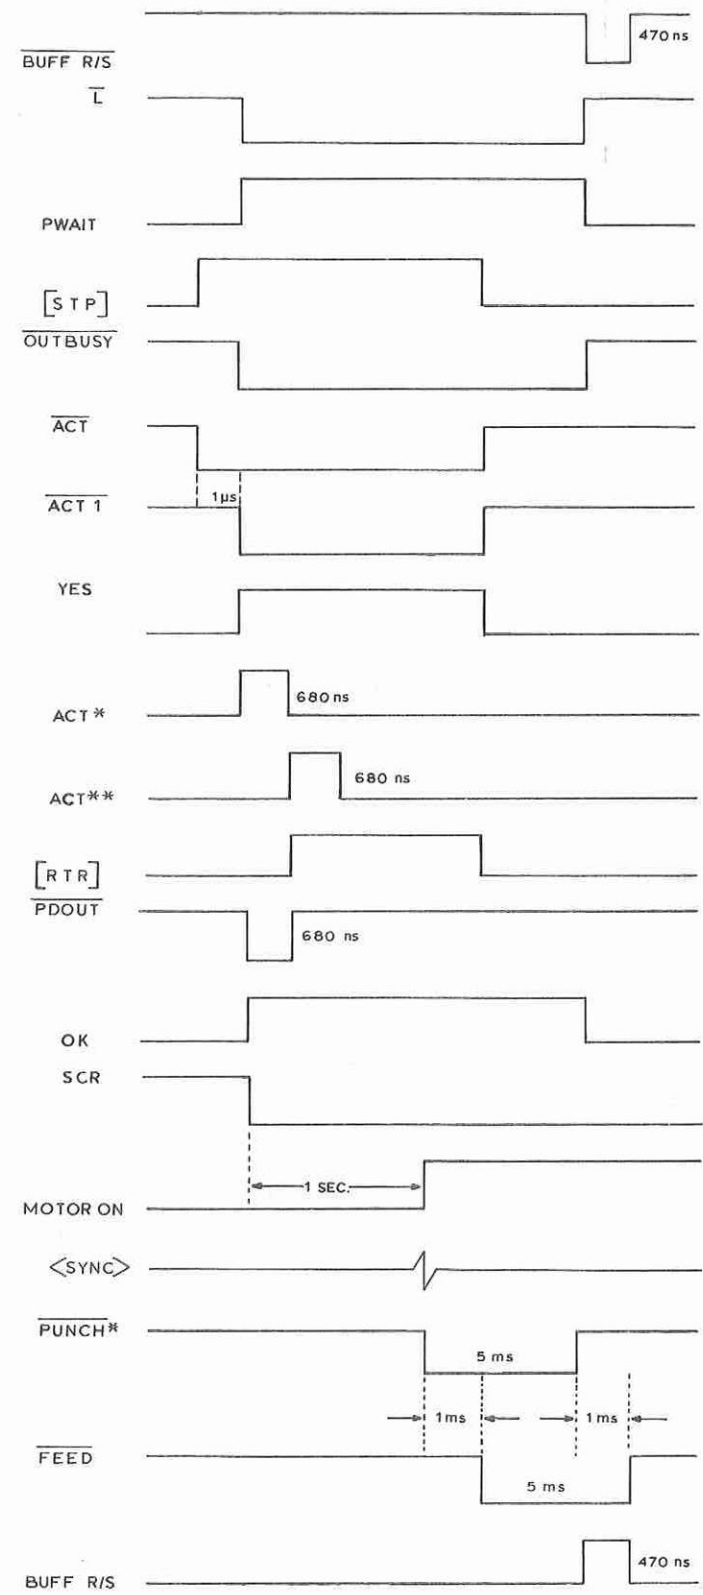 470 ns
BUFF R/S
L
PWAIT
[STP]
OUTBUSY
ACT
1µs
ACT 1
YES
680 ns
ACT*
680 ns
ACT**
[RTR]
PDOUT
680 ns
OK
SCR
1 SEC.
MOTOR ON
<SYNC>
PUNCH*
5 ms
1ms
1ms
FEED
5 ms
470 ns
BUFF R/S